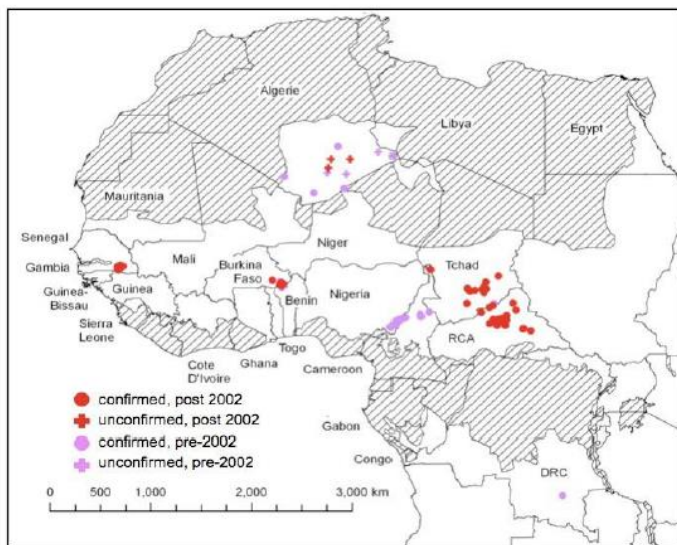 Algerie
Libya
Egypt
Mauritania
Senegal
Mali
Niger
Tchad
Gambia
Burkina
Faso
Guinea-
Bissau
Guinea
Benin
Nigeria
Sierra
Leone
RCA
Togo
Cote
D'Ivoire
Ghana
Cameroon
confirmed, post 2002
unconfirmed, post 2002
confirmed, pre-2002
unconfirmed, pre-2002
Gabon
Congo
DRC
0 500 1,000 2,000 3,000 km